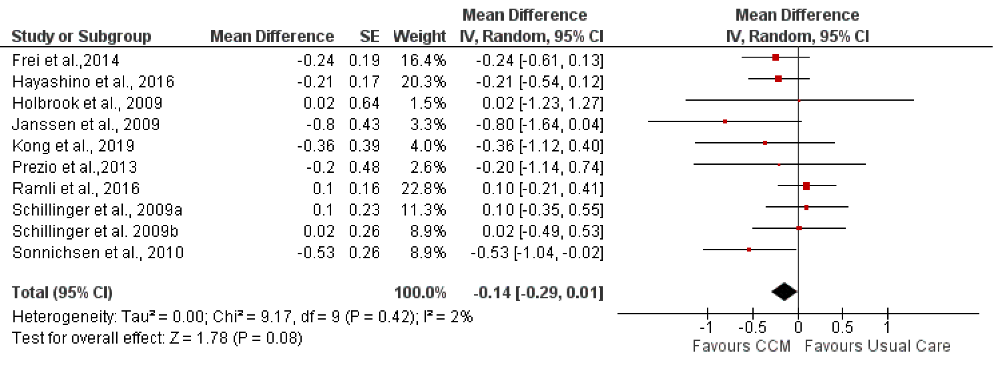 Mean Difference Mean Difference
Study or Subgroup Mean Difference SE Weight IV, Random, 95% CI IV, Random, 95% CI
Frei et al.,2014 -0.24 0.19 16.4% -0.24 [-0.61, 0.13]
Hayashino et al., 2016 -0.21 0.17 20.3% -0.21 [-0.54, 0.12]
Holbrook et al., 2009 0.02 0.64 1.5% 0.02 [-1.23, 1.27]
Janssen et al., 2009 -0.8 0.43 3.3% -0.80 [-1.64, 0.04]
Kong et al., 2019 -0.36 0.39 4.0% -0.36 [-1.12, 0.40]
Prezio et al.,2013 -0.2 0.48 2.6% -0.20 [-1.14, 0.74]
Ramli et al., 2016 0.1 0.16 22.8% 0.10 [-0.21, 0.41]
Schillinger et al., 2009a 0.1 0.23 11.3% 0.10 [-0.35, 0.55]
Schillinger et al. 2009b 0.02 0.26 8.9% 0.02 [-0.49, 0.53]
Sonnichsen et al., 2010 -0.53 0.26 8.9% -0.53 [-1.04, -0.02]
Total (95% CI) 100.0% -0.14 [-0.29, 0.01]
Heterogeneity: Tau² = 0.00; Chi² = 9.17, df = 9 (P = 0.42); I² = 2%
Test for overall effect: Z = 1.78 (P = 0.08)
-1 -0.5 0 0.5 1
Favours CCM Favours Usual Care